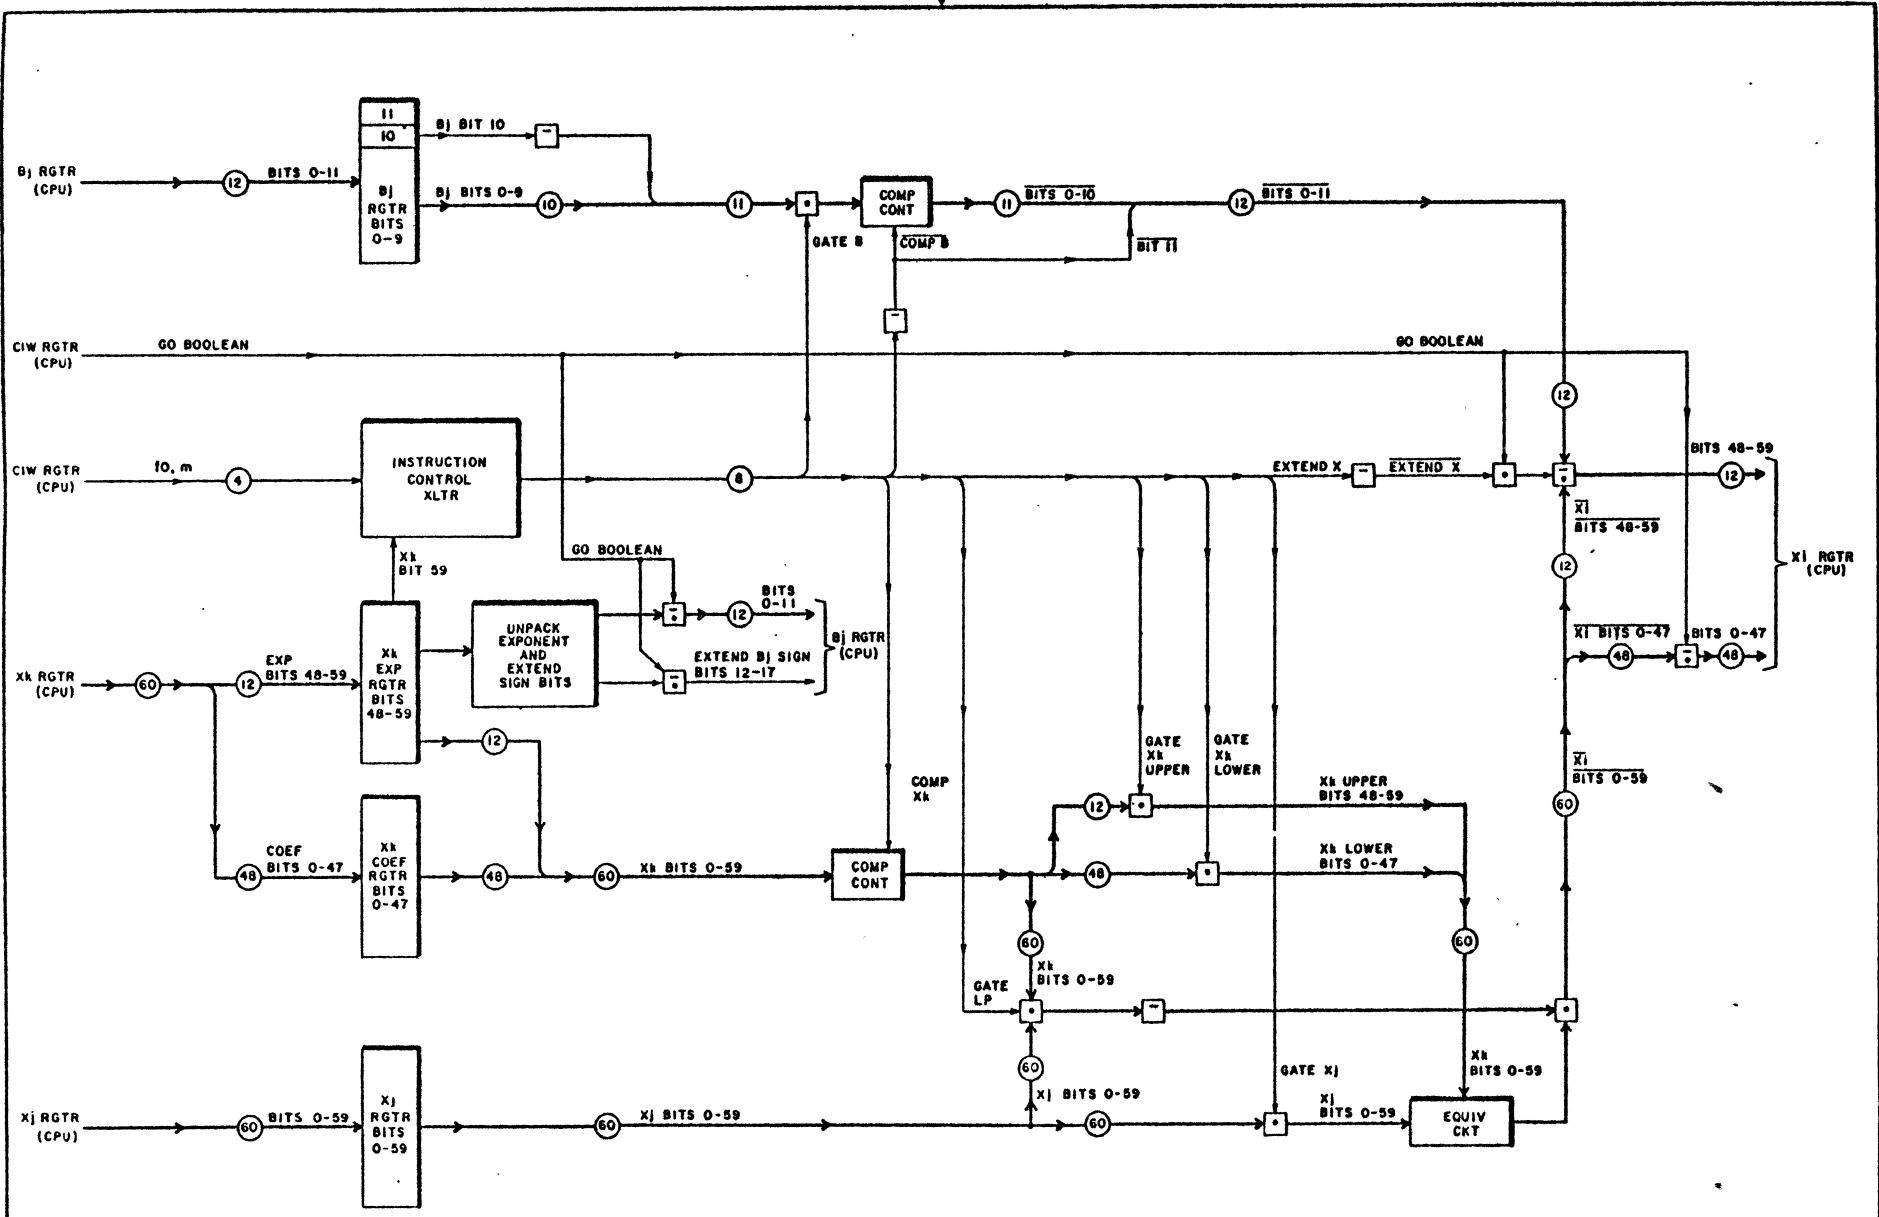 11
10
Bj BIT 10
–
Bj RGTR
(CPU)
12
BITS 0-11
Bj
RGTR
BITS
0-9
Bj BITS 0-9
10
11
GATE B
COMP
CONT
11
BITS 0-10
12
BITS 0-11
COMP B
BIT 11
–
CIW RGTR
(CPU)
GO BOOLEAN
GO BOOLEAN
12
CIW RGTR
(CPU)
f0, m
4
INSTRUCTION
CONTROL
XLTR
8
EXTEND X
–
EXTEND X
BITS 48-59
12
Xi
BITS 48-59
Xk
BIT 59
GO BOOLEAN
12
Xi RGTR
(CPU)
UNPACK
EXPONENT
AND
EXTEND
SIGN BITS
12
BITS
0-11
Bj RGTR
(CPU)
EXTEND Bj SIGN
BITS 12-17
Xi BITS 0-47
48
BITS 0-47
48
Xk RGTR
(CPU)
60
12
EXP
BITS 48-59
Xk
EXP
RGTR
BITS
48-59
12
COMP
Xk
GATE
Xk
UPPER
GATE
Xk
LOWER
Xi
BITS 0-59
60
12
Xk UPPER
BITS 48-59
COEF
BITS 0-47
48
Xk
COEF
RGTR
BITS
0-47
48
60
Xk BITS 0-59
COMP
CONT
48
Xk LOWER
BITS 0-47
60
Xk
BITS 0-59
60
GATE
LP
–
60
Xj BITS 0-59
GATE Xj
Xk
BITS 0-59
Xj RGTR
(CPU)
60
BITS 0-59
Xj
RGTR
BITS
0-59
60
Xj BITS 0-59
60
Xj
BITS 0-59
EQUIV
CKT